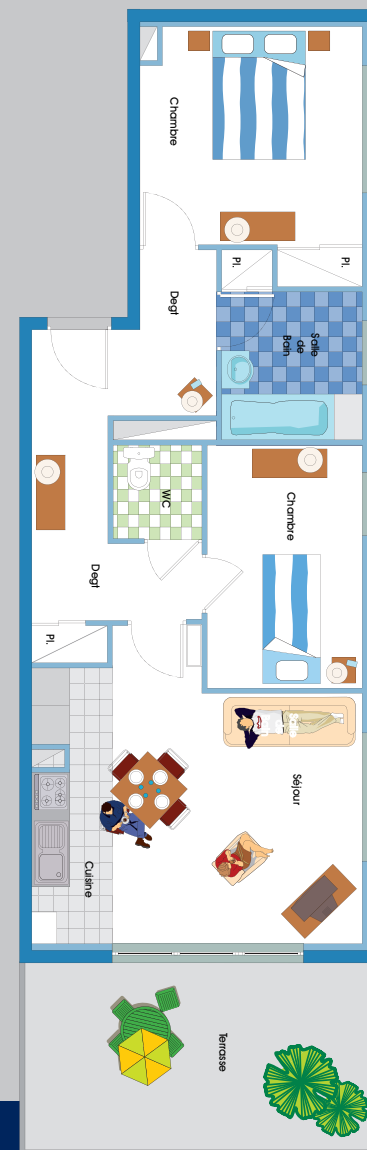 Chambre
Pl.
Pl.
Degt
Salle
de
Bain
WC
Chambre
Degt
Pl.
Séjour
Cuisine
Terrasse